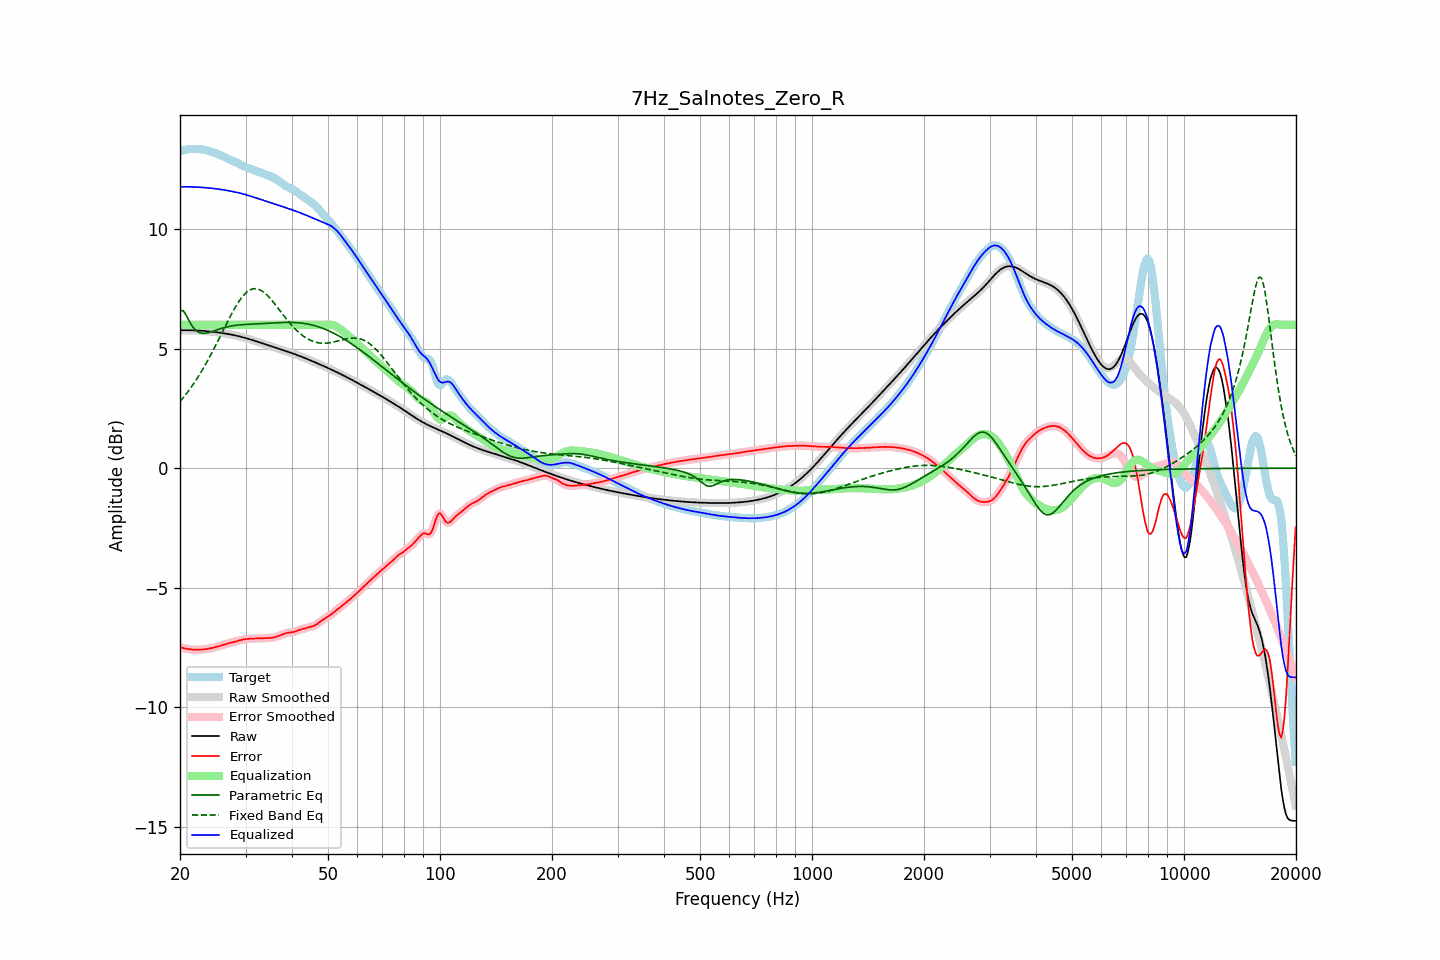 7Hz_Salnotes_Zero_R
Amplitude (dBr)
10
5
0
−5
−10
−15
Target
Raw Smoothed
Error Smoothed
Raw
Error
Equalization
Parametric Eq
Fixed Band Eq
Equalized
20 50 100 200 500 1000 2000 5000 10000 20000
Frequency (Hz)